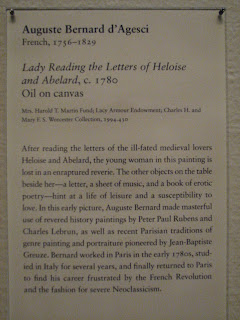 Auguste Bernard d'Agesci
French, 1756–1829
Lady Reading the Letters of Heloise
and Abelard, c. 1780
Oil on canvas
Mrs. Harold T. Martin Fund; Lacy Armour Endowment; Charles H. and
Mary F. S. Worcester Collection, 1994.430
After reading the letters of the ill-fated medieval lovers
Heloise and Abelard, the young woman in this painting is
lost in an enraptured reverie. The other objects on the table
beside her—a letter, a sheet of music, and a book of erotic
poetry—hint at a life of leisure and a susceptibility to
love. In this early picture, Auguste Bernard made masterful
use of revered history paintings by Peter Paul Rubens and
Charles Lebrun, as well as recent Parisian traditions of
genre painting and portraiture pioneered by Jean-Baptiste
Greuze. Bernard worked in Paris in the early 1780s, stud-
ied in Italy for several years, and finally returned to Paris
to find his career frustrated by the French Revolution
and the fashion for severe Neoclassicism.